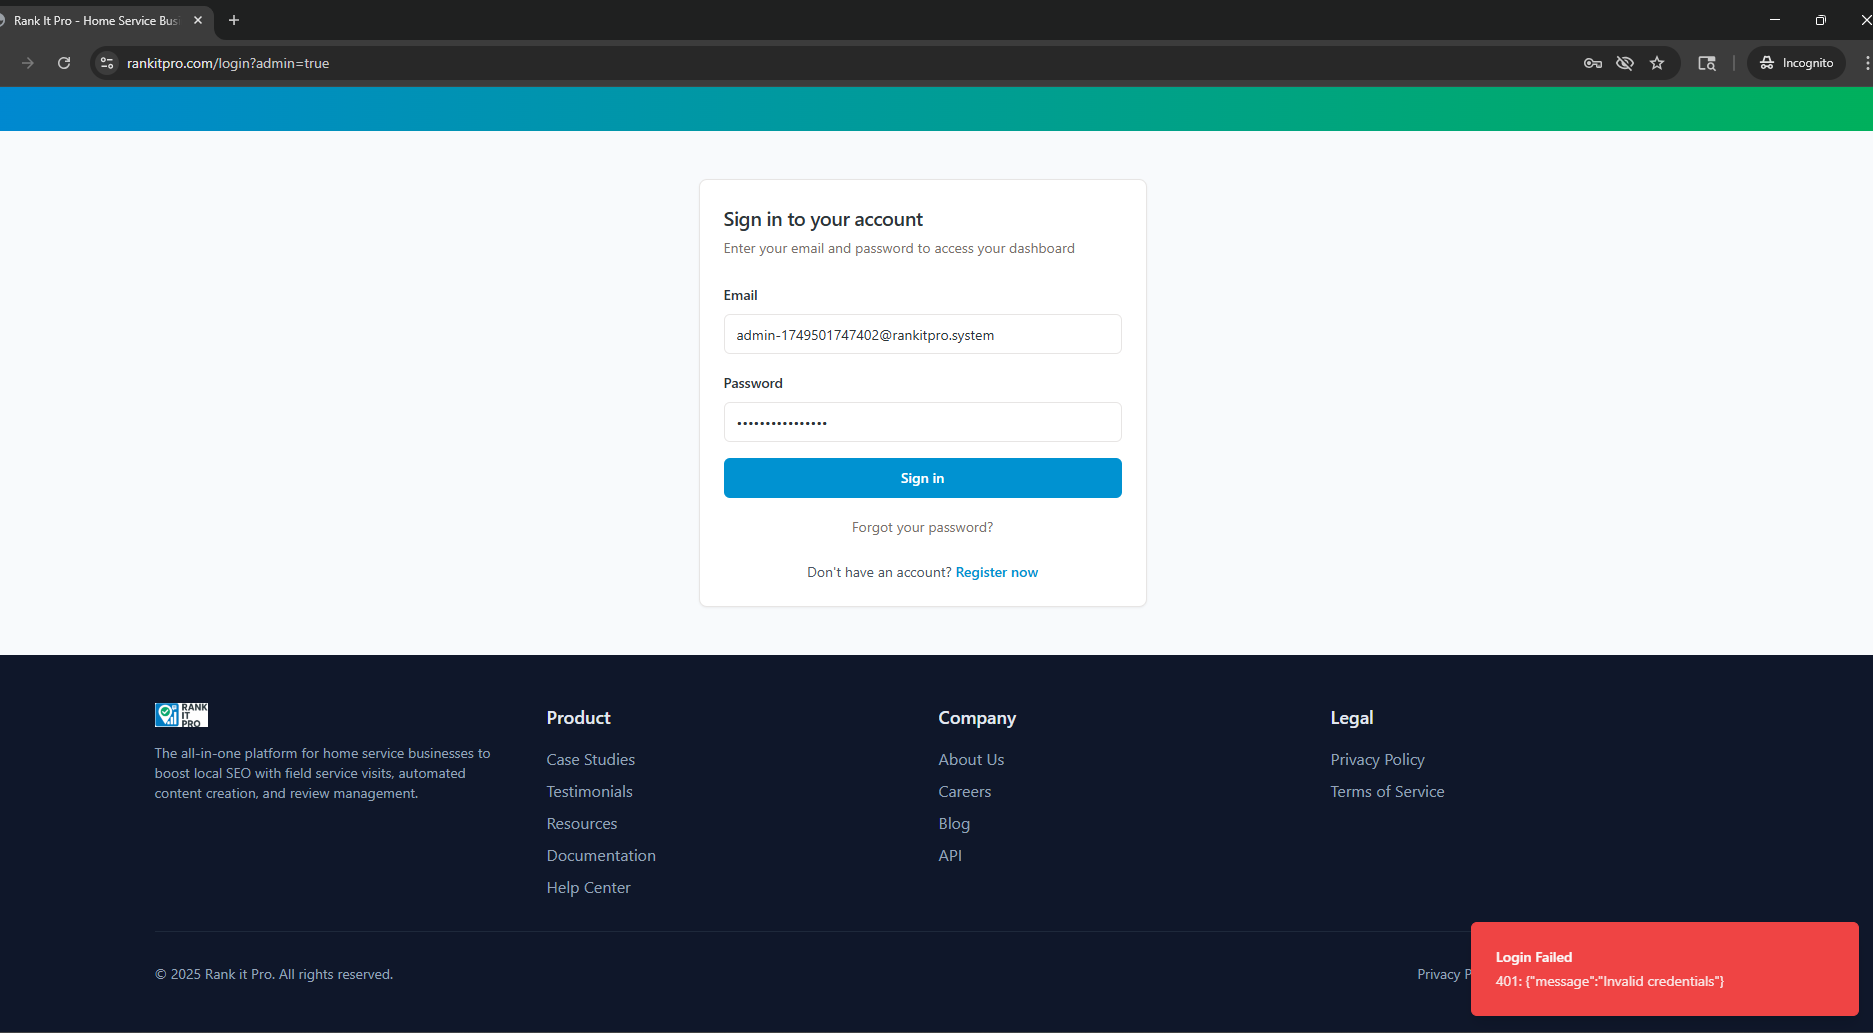 Rank It Pro - Home Service Busi
rankitpro.com/login?admin=true
Incognito
Sign in to your account
Enter your email and password to access your dashboard
Email
admin-1749501747402@rankitpro.system
Password
••••••••••••••••
Sign in
Forgot your password?
Don't have an account? Register now
RANK
IT
PRO
The all-in-one platform for home service businesses to
boost local SEO with field service visits, automated
content creation, and review management.
Product
Case Studies
Testimonials
Resources
Documentation
Help Center
Company
About Us
Careers
Blog
API
Legal
Privacy Policy
Terms of Service
© 2025 Rank it Pro. All rights reserved.
Privacy P
Login Failed
401: {"message":"Invalid credentials"}